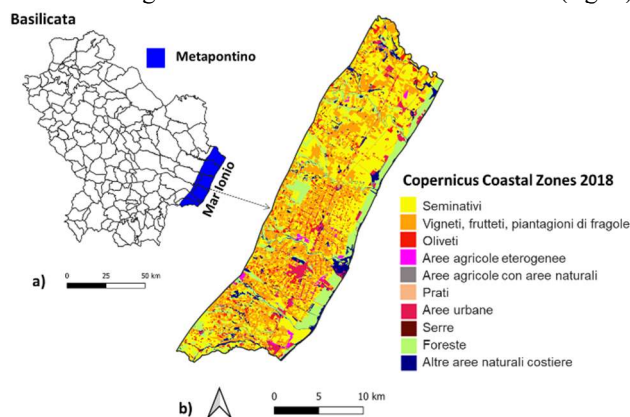 Basilicata
Metapontino
Mar Ionio
a)
0 25 50 km
Copernicus Coastal Zones 2018
Seminativi
Vigneti, frutteti, piantagioni di fragole
Oliveti
Aree agricole eterogenee
Aree agricole con aree naturali
Prati
Aree urbane
Serre
Foreste
Altre aree naturali costiere
b)
0 5 10 km